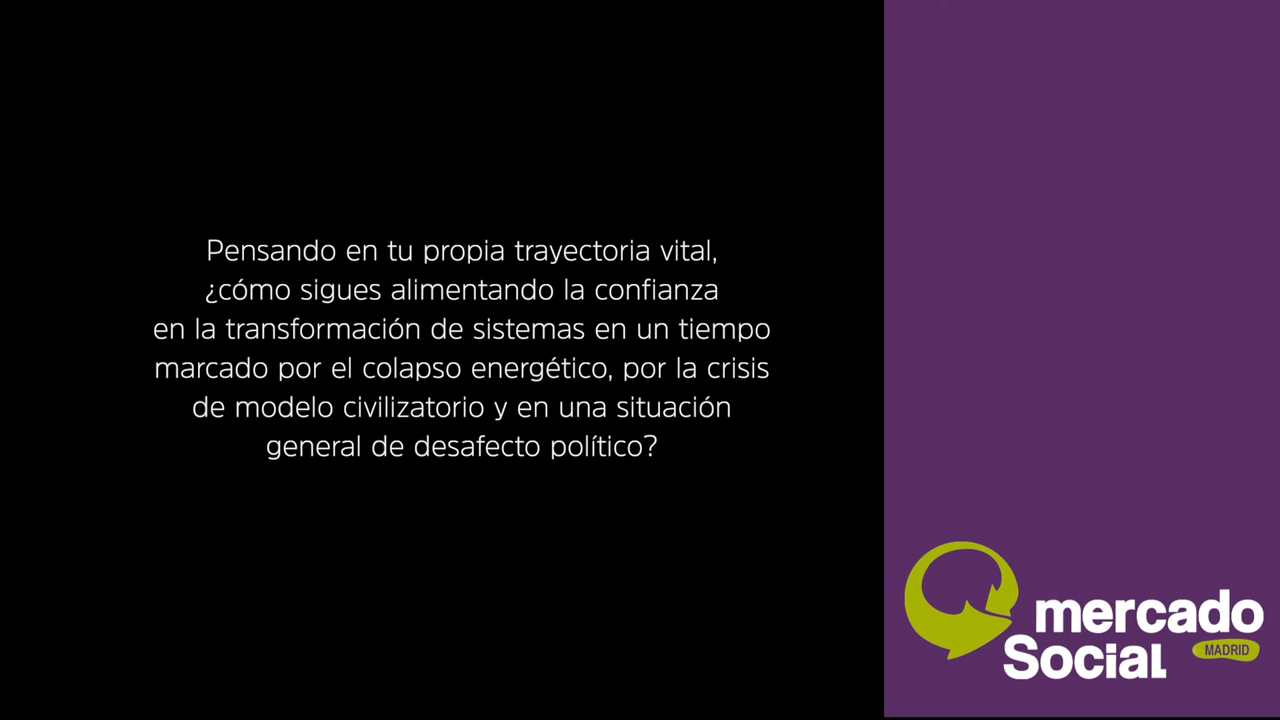 Pensando en tu propia trayectoria vital,
¿cómo sigues alimentando la confianza
en la transformación de sistemas en un tiempo
marcado por el colapso energético, por la crisis
de modelo civilizatorio y en una situación
general de desafecto político?
mercado
Social
MADRID